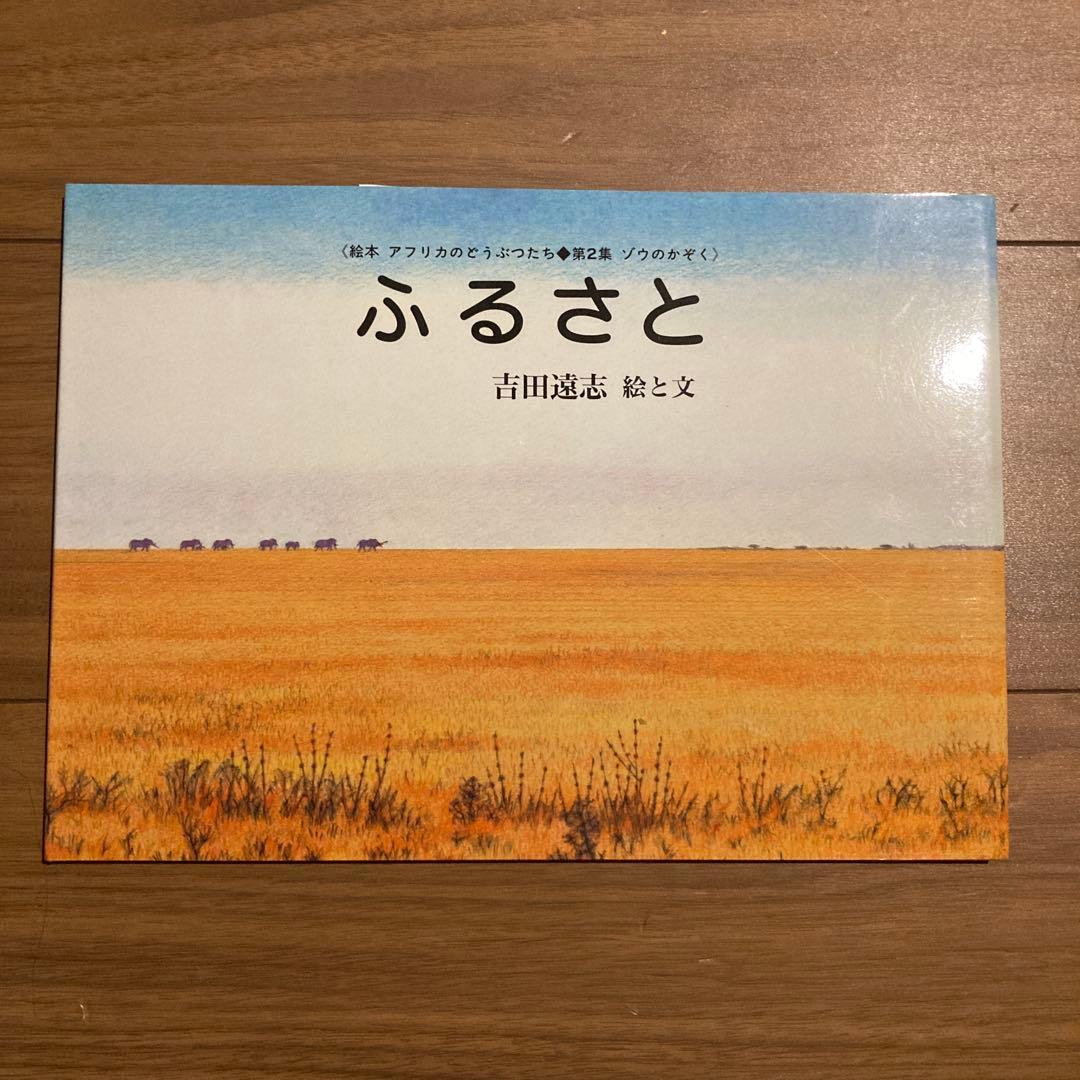 《絵本 アフリカのどうぶつたち◆第2集 ゾウのかぞく》
ふるさと
吉田遠志 絵と文